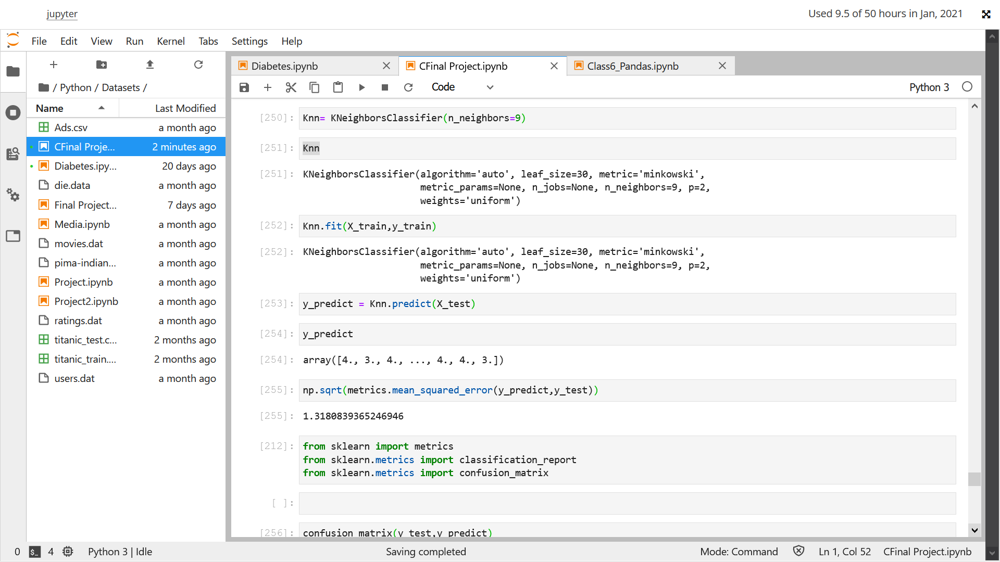 jupyter
Used 9.5 of 50 hours in Jan, 2021
File Edit View Run Kernel Tabs Settings Help
/ Python / Datasets /
Name Last Modified
Ads.csv a month ago
CFinal Proje... 2 minutes ago
Diabetes.ipy... 20 days ago
die.data a month ago
Final Project... 7 days ago
Media.ipynb a month ago
movies.dat a month ago
pima-indian... a month ago
Project.ipynb a month ago
Project2.ipynb a month ago
ratings.dat a month ago
titanic_test.c... 2 months ago
titanic_train.... 2 months ago
users.dat a month ago
Diabetes.ipynb CFinal Project.ipynb Class6_Pandas.ipynb
Code Python 3
[250]: Knn= KNeighborsClassifier(n_neighbors=9)
[251]: Knn
[251]: KNeighborsClassifier(algorithm='auto', leaf_size=30, metric='minkowski',
metric_params=None, n_jobs=None, n_neighbors=9, p=2,
weights='uniform')
[252]: Knn.fit(X_train,y_train)
[252]: KNeighborsClassifier(algorithm='auto', leaf_size=30, metric='minkowski',
metric_params=None, n_jobs=None, n_neighbors=9, p=2,
weights='uniform')
[253]: y_predict = Knn.predict(X_test)
[254]: y_predict
[254]: array([4., 3., 4., ..., 4., 4., 3.])
[255]: np.sqrt(metrics.mean_squared_error(y_predict,y_test))
[255]: 1.3180839365246946
[212]: from sklearn import metrics
from sklearn.metrics import classification_report
from sklearn.metrics import confusion_matrix
[ ]:
[256]: confusion_matrix(y_test,y_predict)
0 $_ 4 Python 3 | Idle Saving completed Mode: Command Ln 1, Col 52 CFinal Project.ipynb